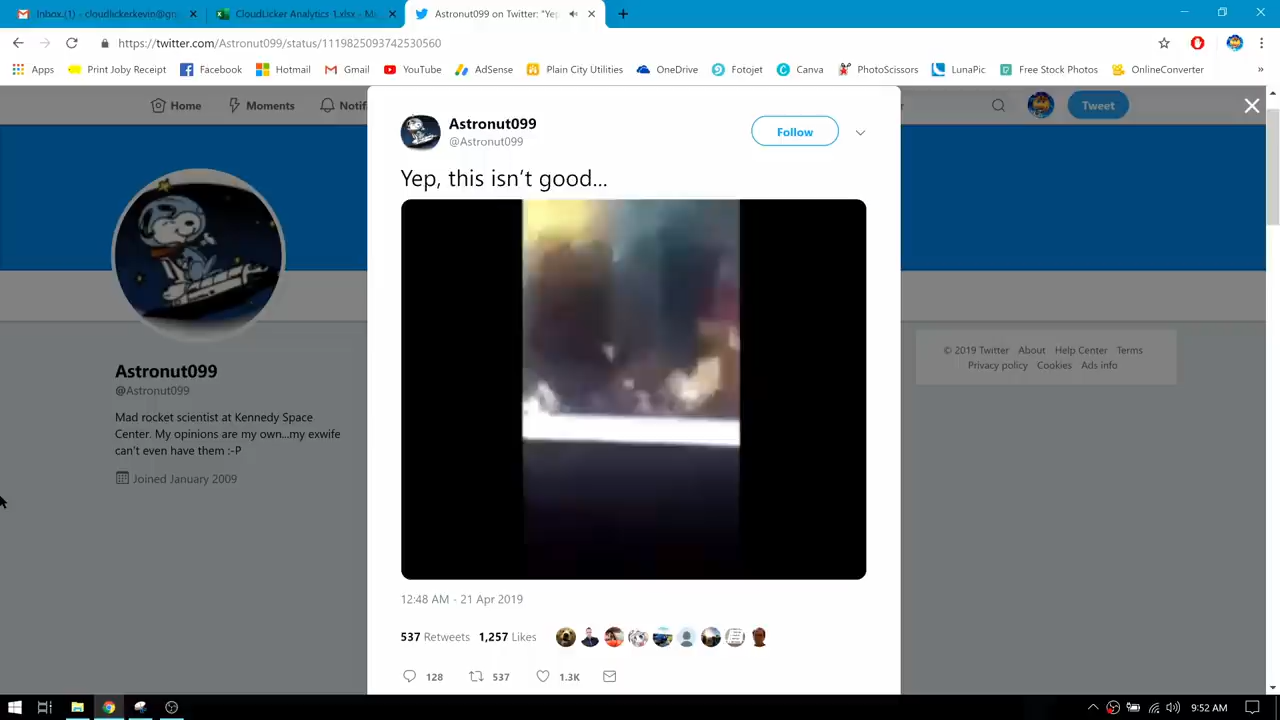 Inbox (1) - cloudlickerkevin@gm
CloudLicker Analytics 1.xlsx - Mi
Astronut099 on Twitter: "Yep
https://twitter.com/Astronut099/status/1119825093742530560
Apps
Print Joby Receipt
Facebook
Hotmail
Gmail
YouTube
AdSense
Plain City Utilities
OneDrive
Fotojet
Canva
PhotoScissors
LunaPic
Free Stock Photos
OnlineConverter
»
Home
Moments
Notif
Tweet
Astronut099
@Astronut099
Follow
Yep, this isn't good...
12:48 AM - 21 Apr 2019
537 Retweets 1,257 Likes
128 537 1.3K
Astronut099
@Astronut099
Mad rocket scientist at Kennedy Space
Center. My opinions are my own...my exwife
can't even have them :-P
Joined January 2009
© 2019 Twitter About Help Center Terms
Privacy policy Cookies Ads info
9:52 AM